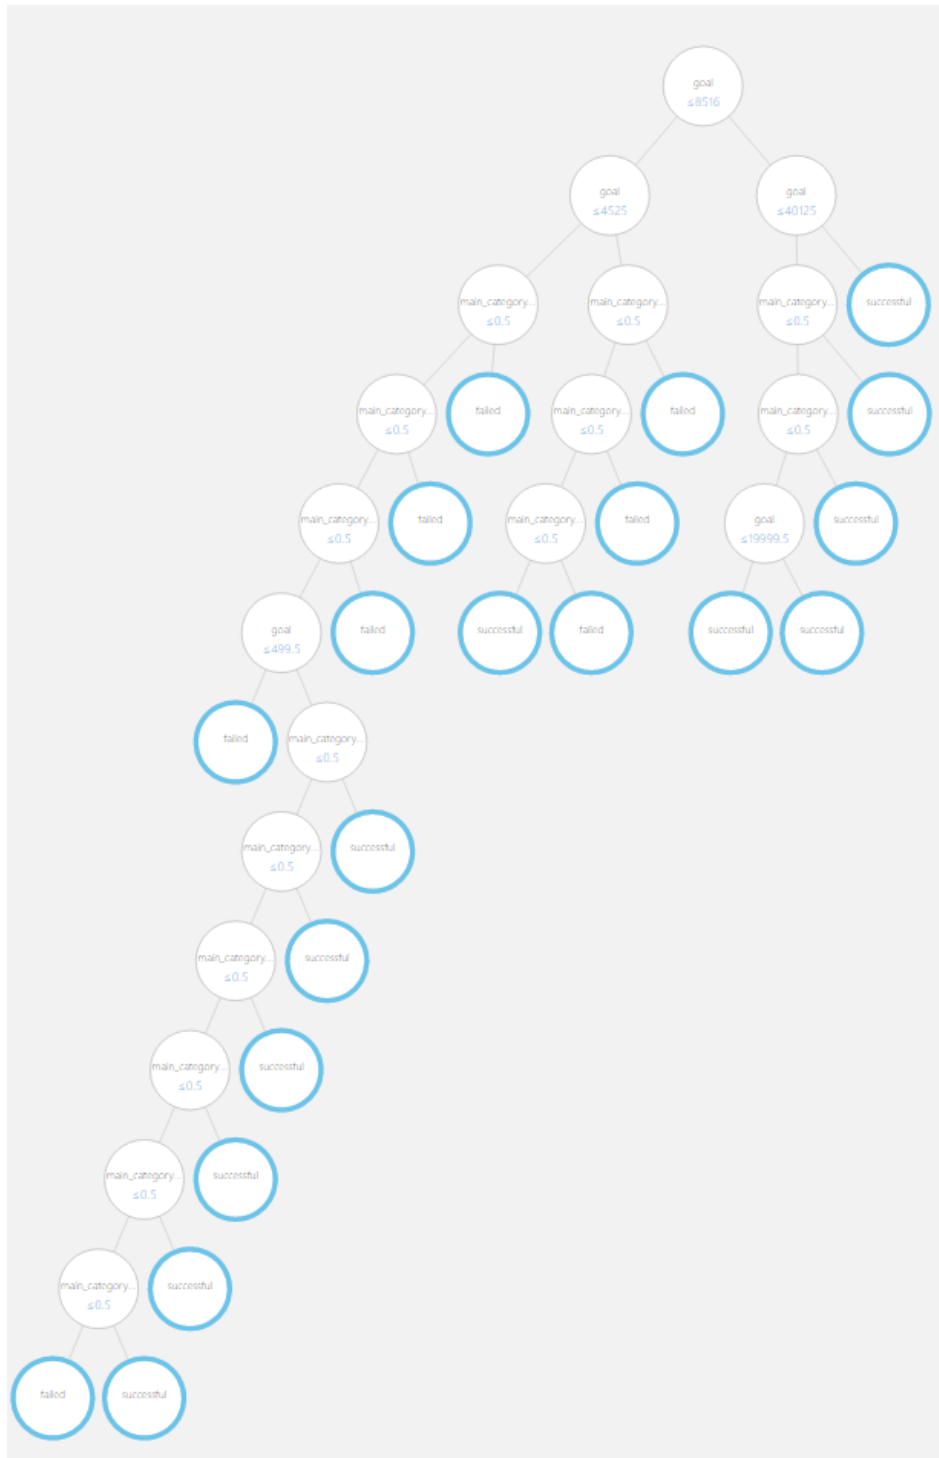 goal
≤8516
goal
≤4525
goal
≤40125
main_category...
≤0.5
main_category...
≤0.5
main_category...
≤0.5
successful
main_category...
≤0.5
failed
main_category...
≤0.5
failed
main_category...
≤0.5
successful
main_category...
≤0.5
failed
main_category...
≤0.5
failed
goal
≤19999.5
successful
goal
≤499.5
failed
successful
failed
successful
successful
failed
main_category...
≤0.5
main_category...
≤0.5
successful
main_category...
≤0.5
successful
main_category...
≤0.5
successful
main_category...
≤0.5
successful
main_category...
≤0.5
successful
failed
successful